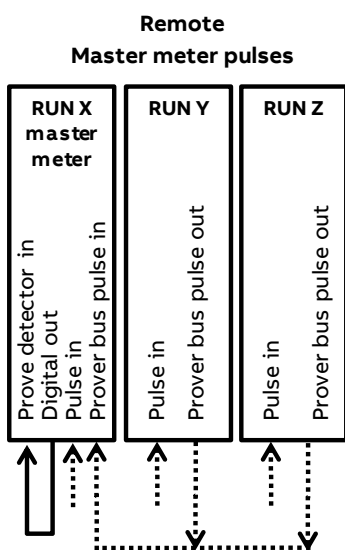 Remote
Master meter pulses
RUN X
master
meter
Prove detector in
Digital out
Pulse in
Prover bus pulse in
RUN Y
Pulse in
Prover bus pulse out
RUN Z
Pulse in
Prover bus pulse out